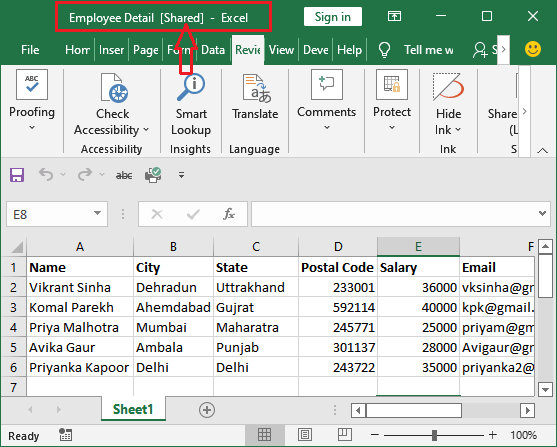 Employee Detail [Shared] - Excel
Sign in
File Hom Inser Page Form Data Revie View Deve Tell me w S
ABC
Proofing
Check Accessibility
Smart Lookup
Translate
Comments
Protect
Hide Ink
Share
(L
Accessibility Insights Language Ink
abc
E8 fx
A B C D E F
1 Name City State Postal Code Salary Email
2 Vikrant Sinha Dehradun Uttrakhand 233001 36000 vksinha@gr
3 Komal Parekh Ahemdabad Gujrat 592114 40000 kpk@gmail.
4 Priya Malhotra Mumbai Maharatra 245771 25000 priyam@gm
5 Avika Gaur Ambala Punjab 301137 28000 Avigaur@gn
6 Priyanka Kapoor Delhi Delhi 243722 35000 priyanka2@
7
Sheet1
Ready 100%